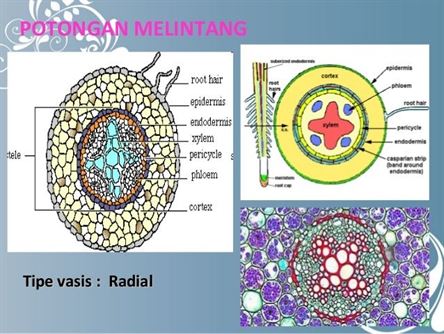 POTONGAN MELINTANG
root hair
epidermis
endodermis
xylem
pericycle
phloem
cortex
stele
suberized endodermis
root
hairs
meristem
root cap
cortex
xylem
epidermis
phloem
root hair
pericycle
endodermis
casparian strip
(band around
endodermis)
Tipe vasis : Radial